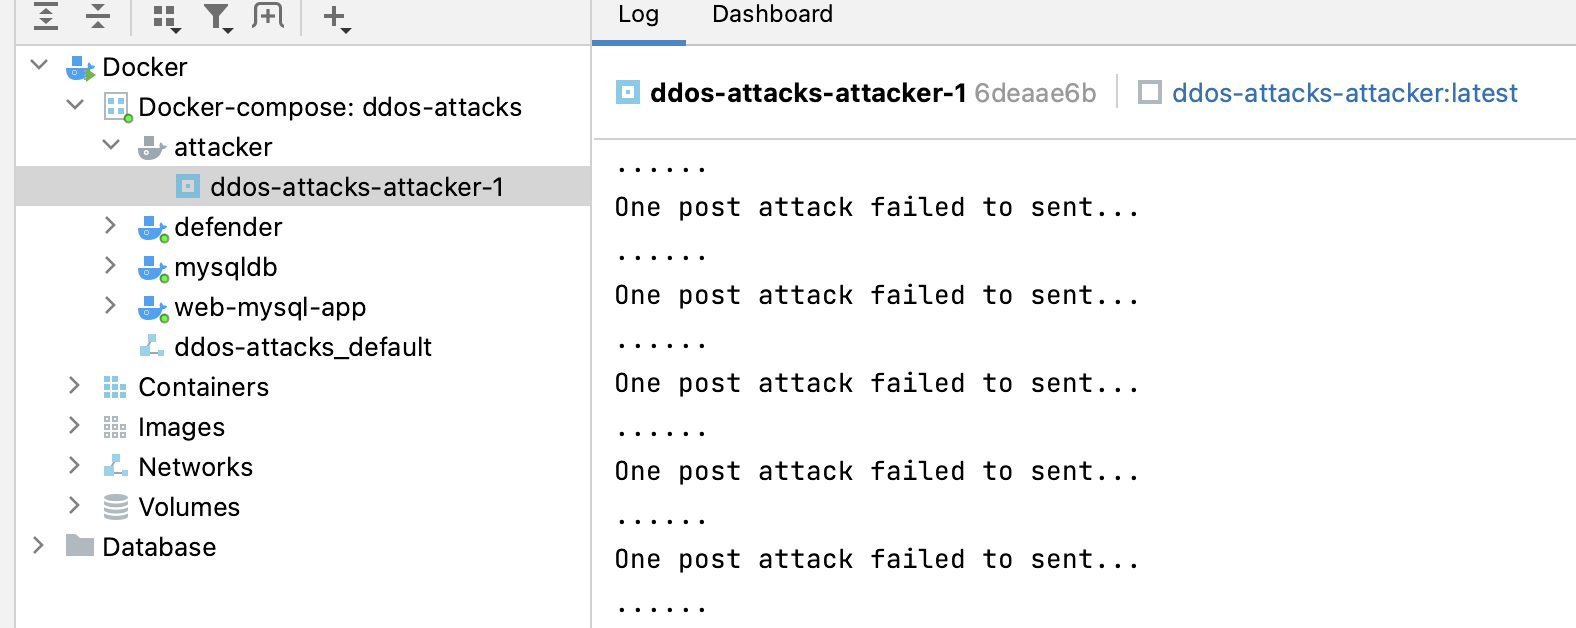 Log Dashboard
Docker
Docker-compose: ddos-attacks
attacker
ddos-attacks-attacker-1
defender
mysqldb
web-mysql-app
ddos-attacks_default
Containers
Images
Networks
Volumes
Database
ddos-attacks-attacker-1 6deaae6b ddos-attacks-attacker:latest
......
One post attack failed to sent...
......
One post attack failed to sent...
......
One post attack failed to sent...
......
One post attack failed to sent...
......
One post attack failed to sent...
......